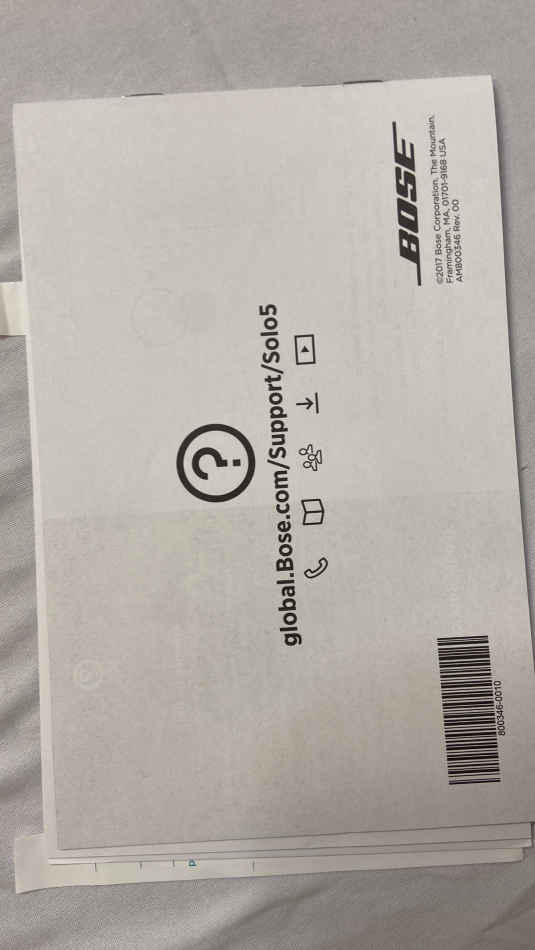 global.Bose.com/Support/Solo5
BOSE
©2017 Bose Corporation, The Mountain,
Framingham, MA, 01701-9168 USA
AM800346 Rev. 00
800346-0010